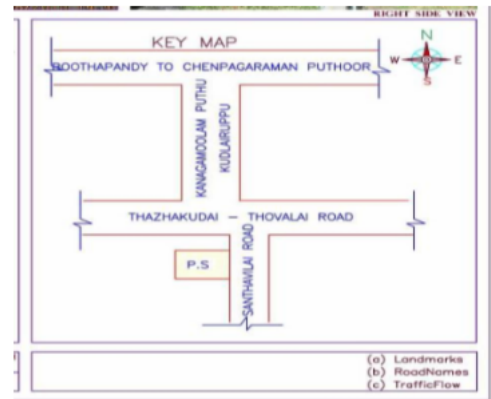 RIGHT SIDE VIEW
KEY MAP
N
W
E
S
BOOTHAPANDY TO CHENPAGARAMAN PUTHOOR
KANAGAMOOLAM PUTHU
KUDLAIRUPPU
THAZHAKUDAI - THOVALAI ROAD
SANTHAVILAI ROAD
P.S
(a) Landmarks
(b) RoadNames
(c) TrafficFlow